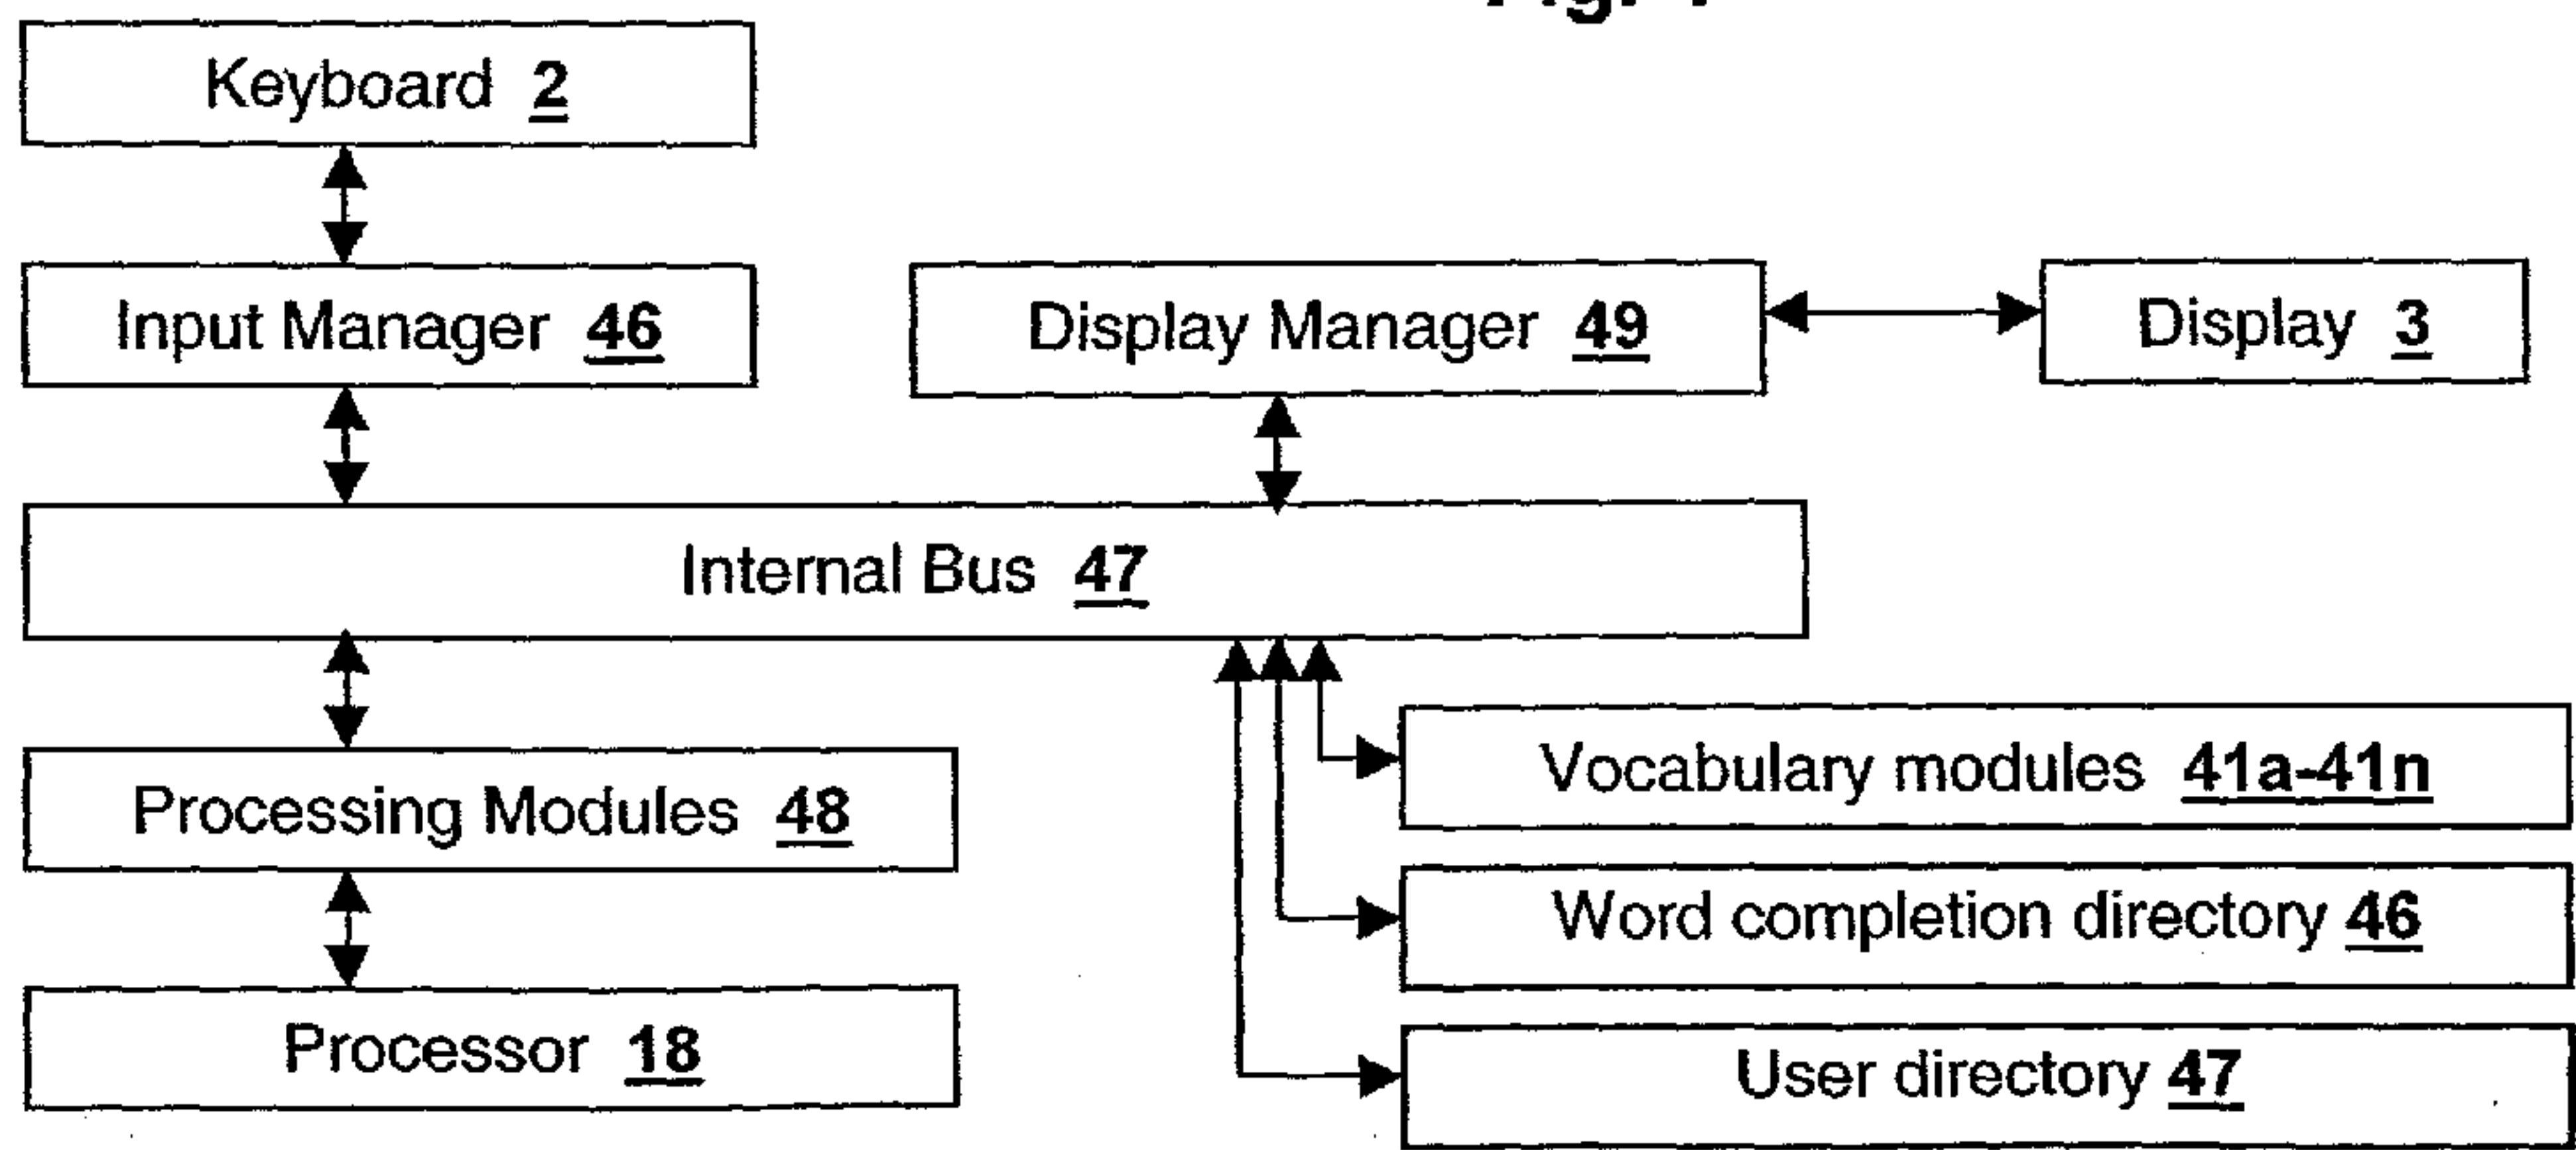 Keyboard 2
Input Manager 46
Display Manager 49
Display 3
Internal Bus 47
Processing Modules 48
Vocabulary modules 41a-41n
Word completion directory 46
Processor 18
User directory 47